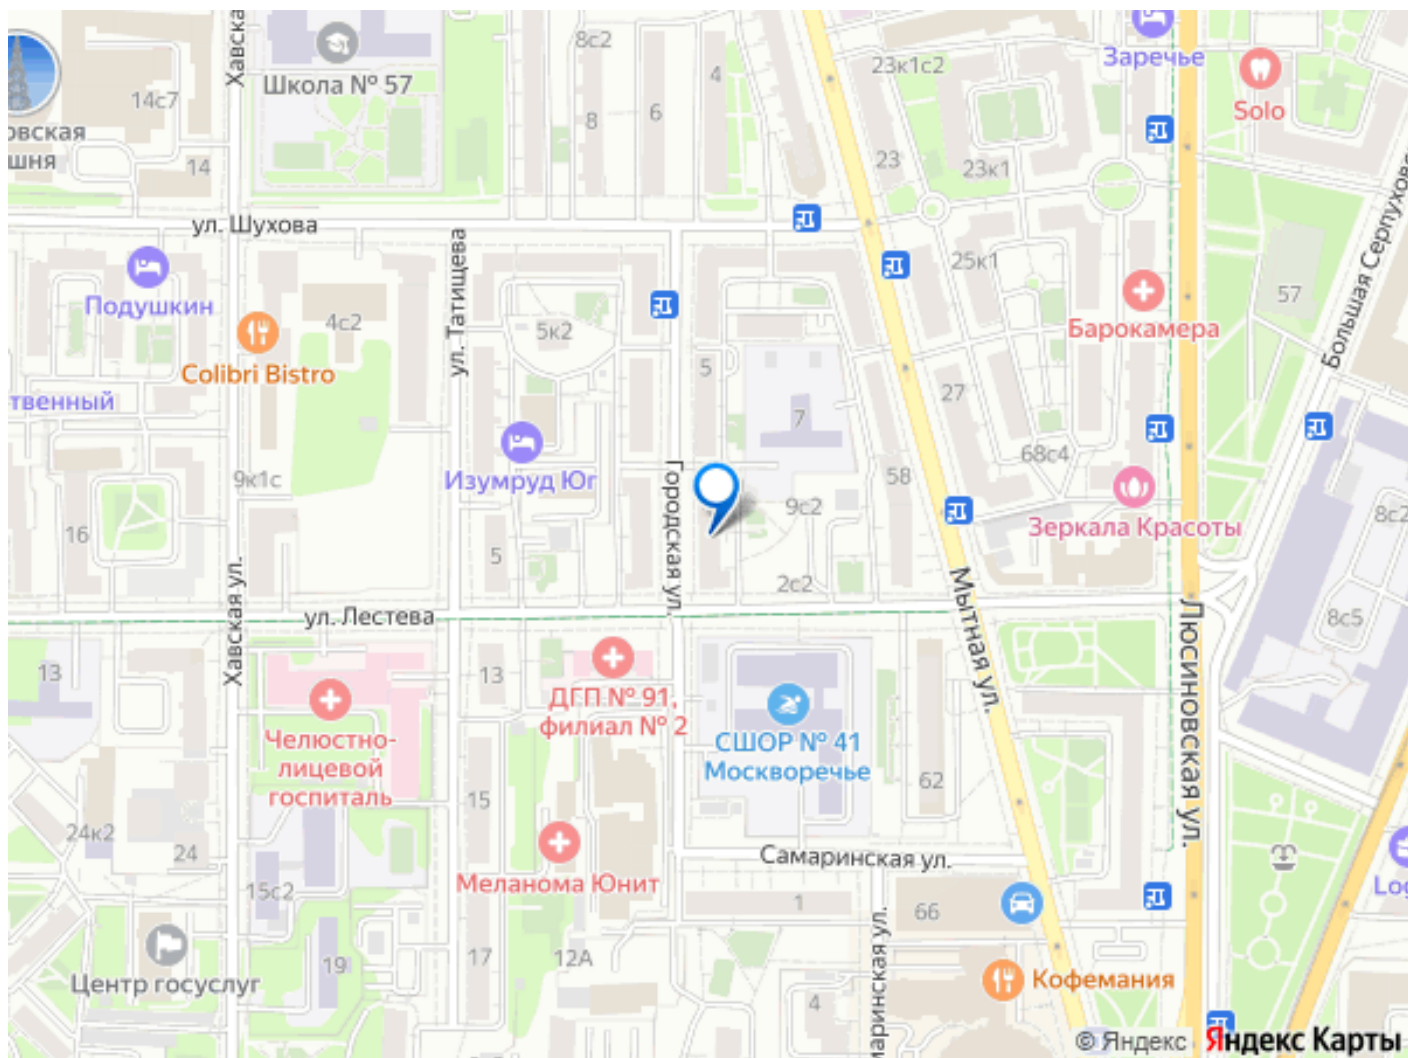 8с2
Заречье
Хавска
Школа № 57
4
23к1с2
14с7
Solo
8
6
овская
шня
14
23
23к1
ул. Шухова
ул. Татищева
25к1
57
Большая Серпуховс
Подушкин
4с2
5к2
Барокамера
Colibri Bistro
5
27
твенный
7
68с4
Изумруд Юг
9к1с
58
Городская ул.
9с2
Зеркала Красоты
8с2
16
5
2с2
Хавская ул.
ул. Лестева
Мытная ул.
Люсиновская ул.
8с5
13
13
ДГП № 91,
филиал № 2
Челюстно-
лицевой
госпиталь
СШОР № 41
Москворечье
62
15
24к2
24
Самаринская ул.
Меланома Юнит
15с2
1
66
Log
аринская ул.
17
12А
19
Центр госуслуг
4
Кофемания
© Яндекс Яндекс Карты